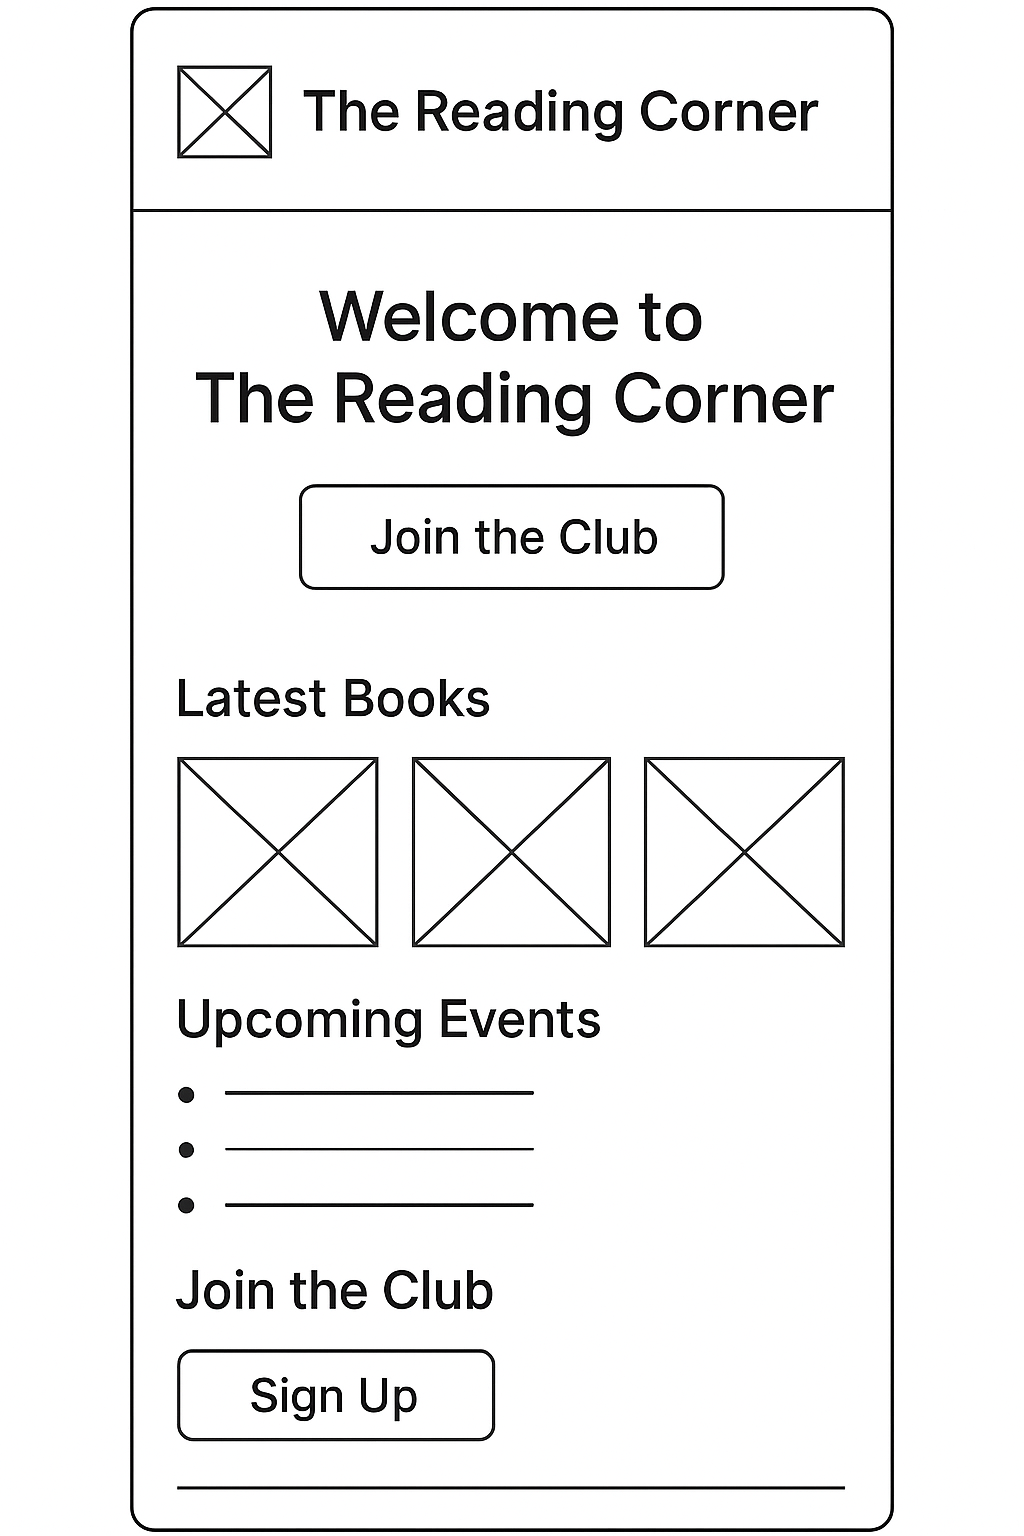 The Reading Corner
Welcome to
The Reading Corner
Join the Club
Latest Books
Upcoming Events
Join the Club
Sign Up